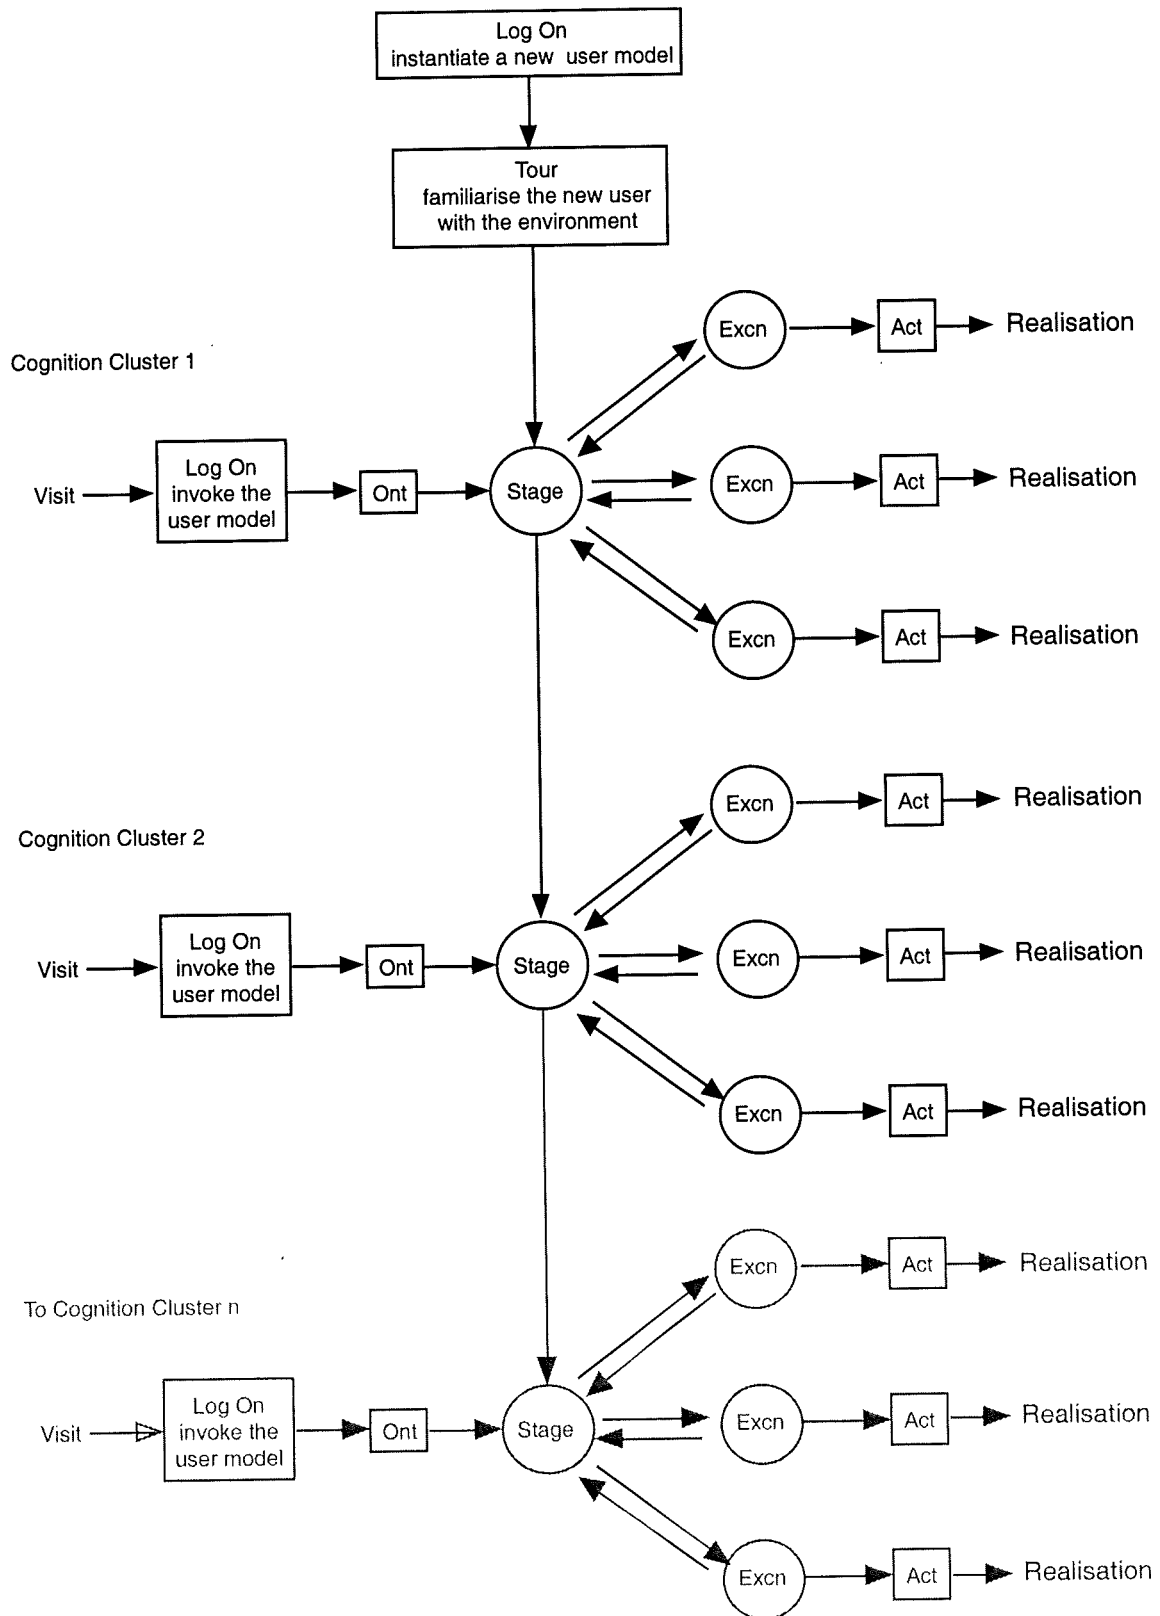 Log On
instantiate a new user model
Tour
familiarise the new user
with the environment
Excn
Act
Realisation
Cognition Cluster 1
Visit
Log On
invoke the
user model
Ont
Stage
Excn
Act
Realisation
Excn
Act
Realisation
Excn
Act
Realisation
Cognition Cluster 2
Visit
Log On
invoke the
user model
Ont
Stage
Excn
Act
Realisation
Excn
Act
Realisation
Excn
Act
Realisation
To Cognition Cluster n
Visit
Log On
invoke the
user model
Ont
Stage
Excn
Act
Realisation
Excn
Act
Realisation